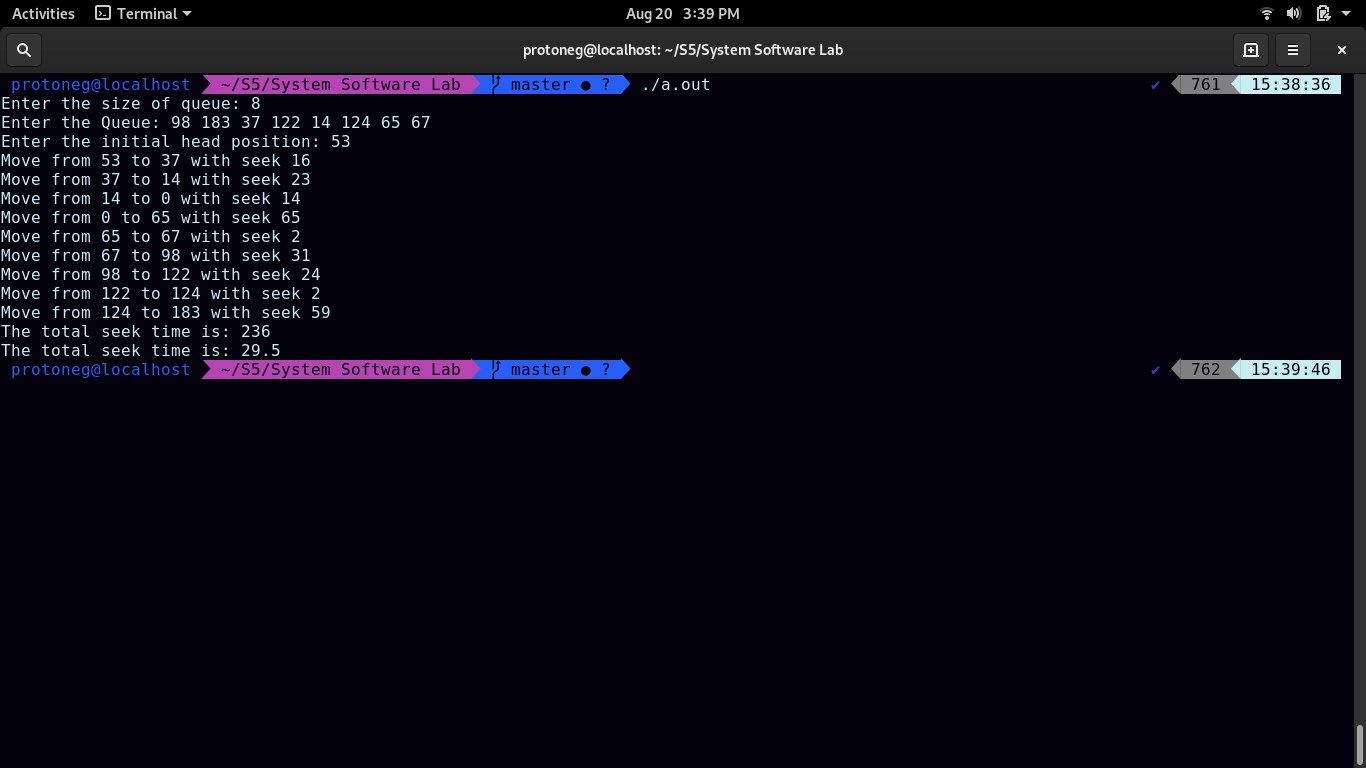 Activities Terminal Aug 20 3:39 PM
protoneg@localhost: ~/S5/System Software Lab
protoneg@localhost ~/S5/System Software Lab master ● ? ./a.out ✔ 761 15:38:36
Enter the size of queue: 8
Enter the Queue: 98 183 37 122 14 124 65 67
Enter the initial head position: 53
Move from 53 to 37 with seek 16
Move from 37 to 14 with seek 23
Move from 14 to 0 with seek 14
Move from 0 to 65 with seek 65
Move from 65 to 67 with seek 2
Move from 67 to 98 with seek 31
Move from 98 to 122 with seek 24
Move from 122 to 124 with seek 2
Move from 124 to 183 with seek 59
The total seek time is: 236
The total seek time is: 29.5
protoneg@localhost ~/S5/System Software Lab master ● ? ✔ 762 15:39:46